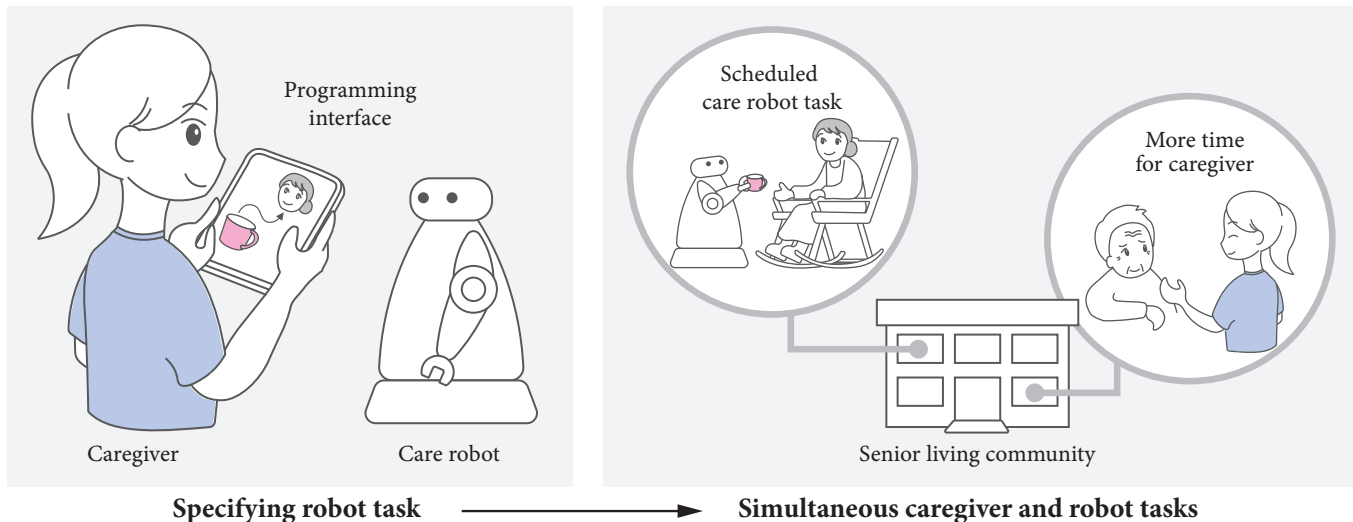 Programming
interface
Caregiver
Care robot
Specifying robot task
Scheduled
care robot task
More time
for caregiver
Senior living community
Simultaneous caregiver and robot tasks